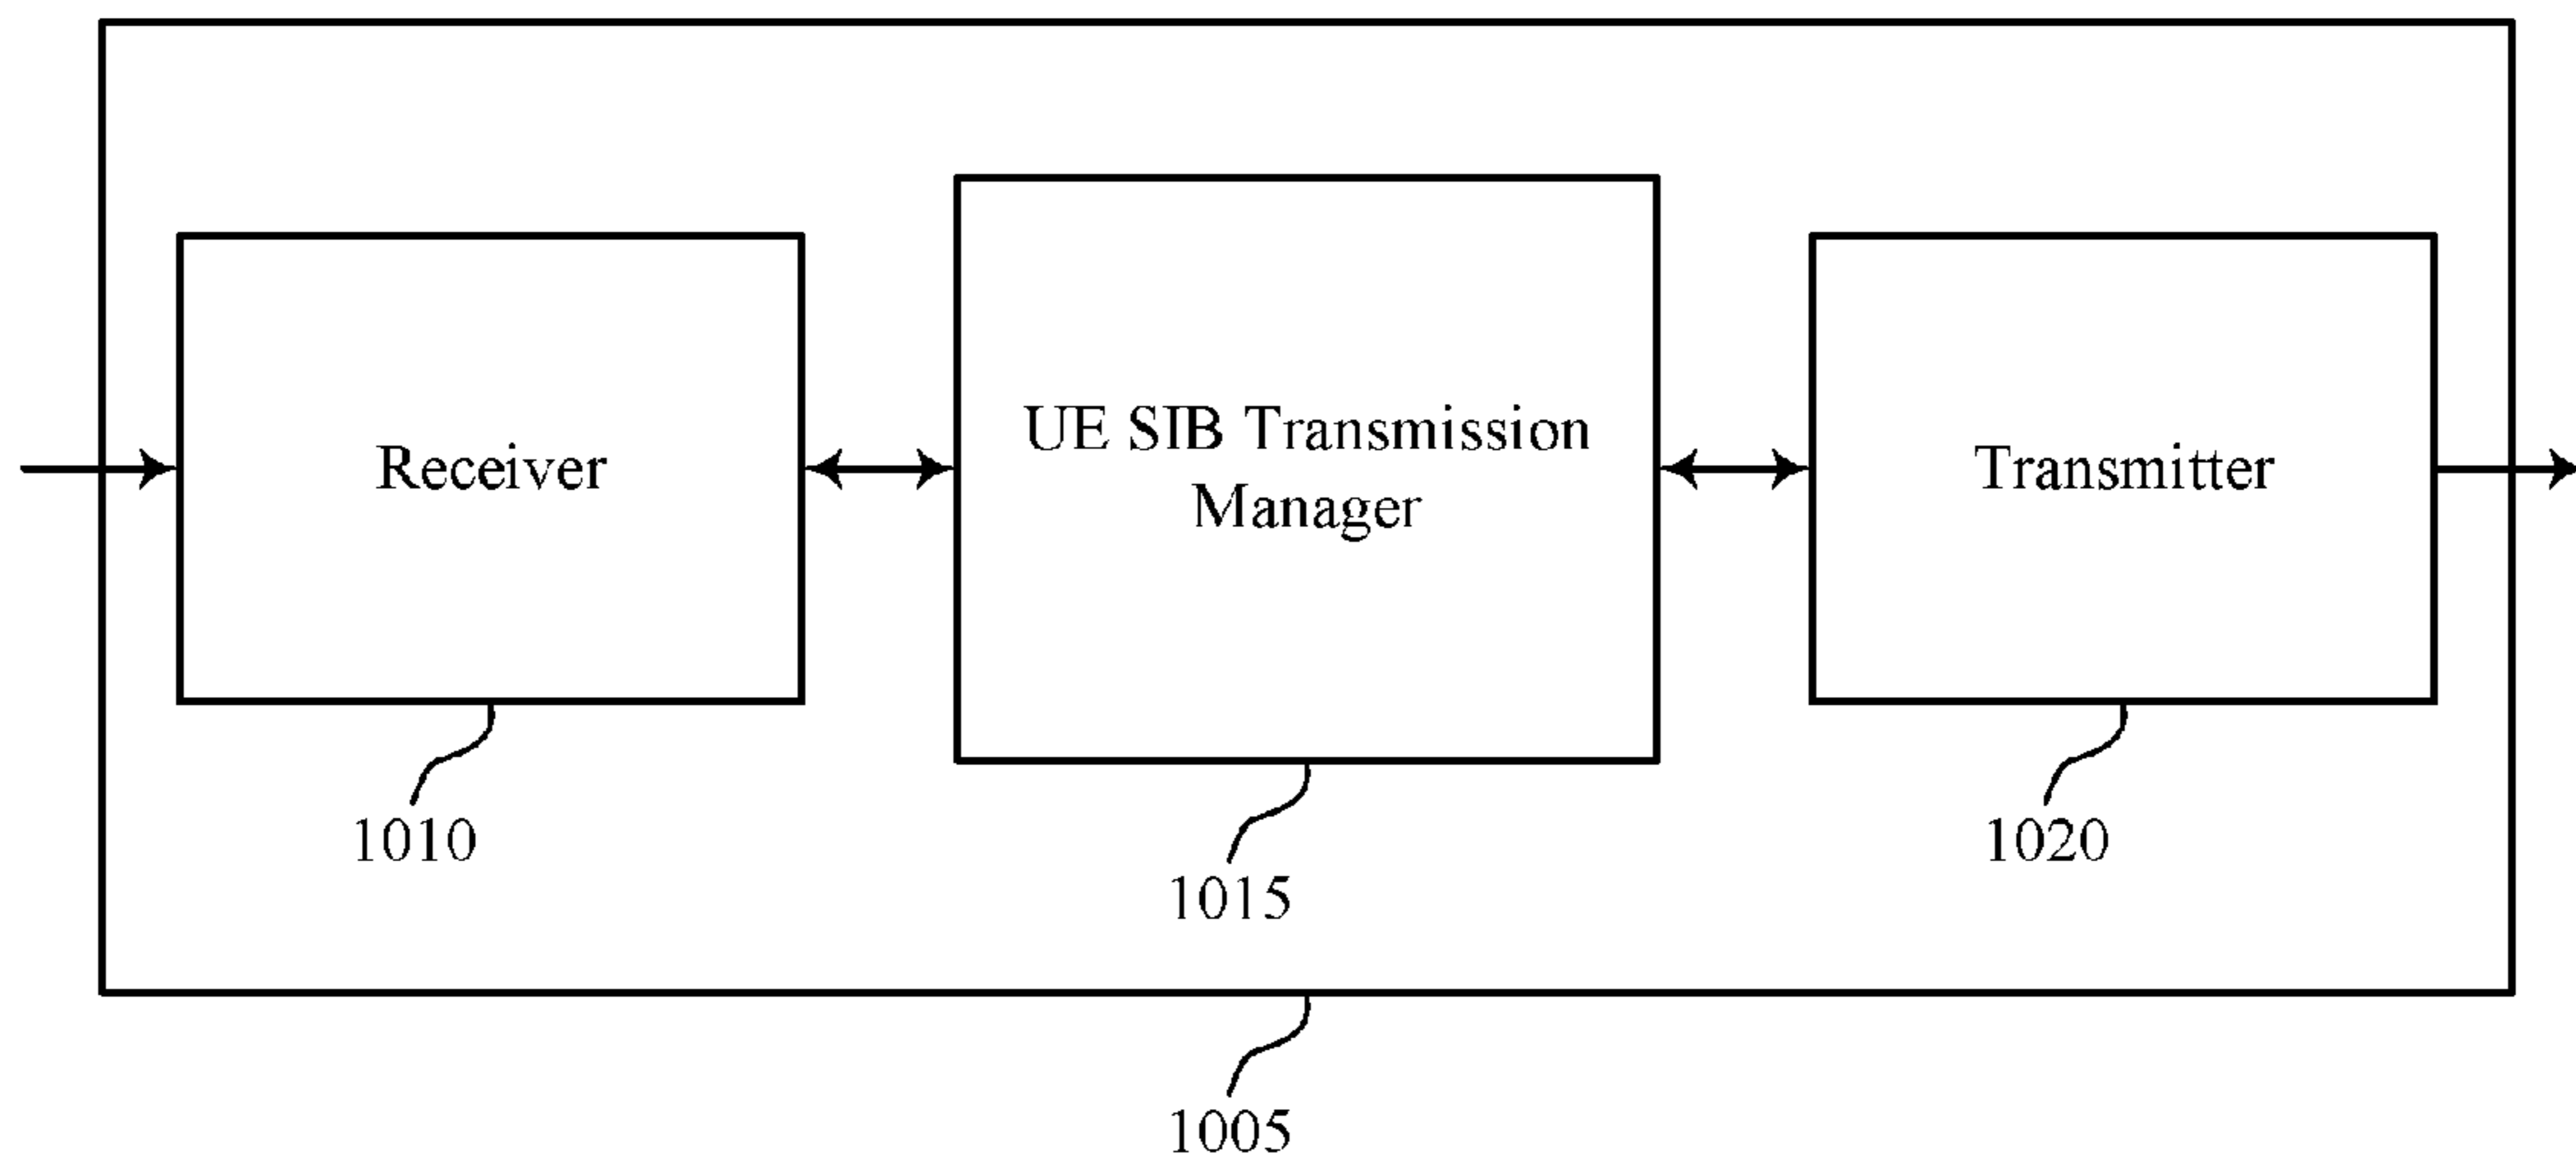 Receiver
UE SIB Transmission
Manager
Transmitter
1010
1015
1020
1005